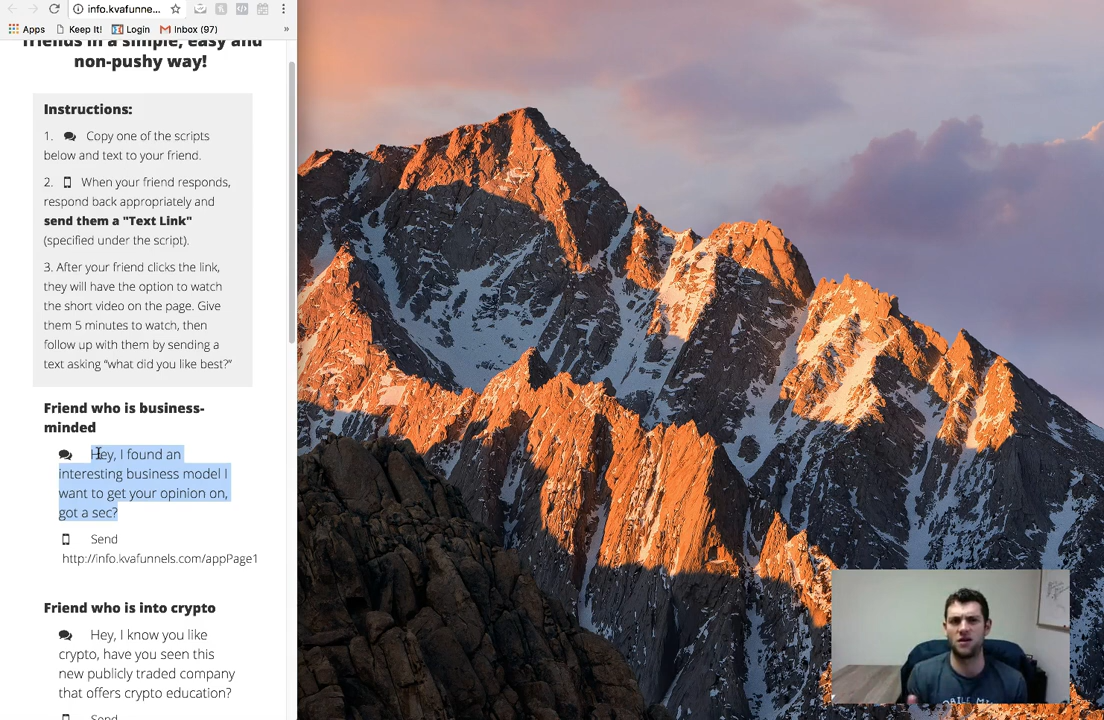 info.kvafunne...
Apps Keep It! Login Inbox (97) »
friends in a simple, easy and
non-pushy way!
Instructions:
1. Copy one of the scripts
below and text to your friend.
2. When your friend responds,
respond back appropriately and
send them a "Text Link"
(specified under the script).
3. After your friend clicks the link,
they will have the option to watch
the short video on the page. Give
them 5 minutes to watch, then
follow up with them by sending a
text asking “what did you like best?”
Friend who is business-
minded
Hey, I found an
interesting business model I
want to get your opinion on,
got a sec?
Send
http://info.kvafunnels.com/appPage1
Friend who is into crypto
Hey, I know you like
crypto, have you seen this
new publicly traded company
that offers crypto education?
Send